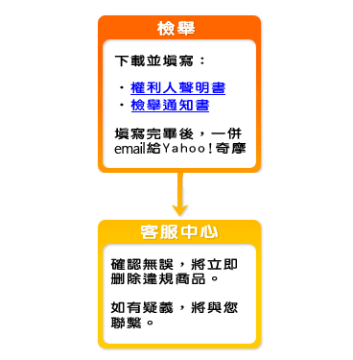 檢舉
下載並填寫：
・權利人聲明書
・檢舉通知書
填寫完畢後，一併
email給Yahoo!奇摩
客服中心
確認無誤，將立即
刪除違規商品。
如有疑義，將與您
聯繫。